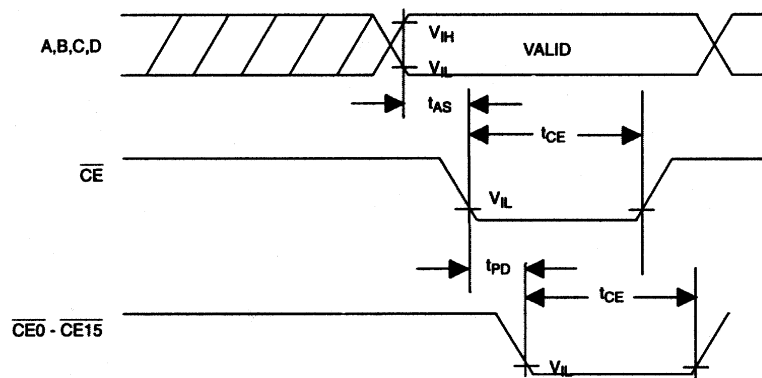 A,B,C,D
VIH
VIL
VALID
tAS
tCE
CE
VIL
tPD
tCE
CE0 - CE15
VIL